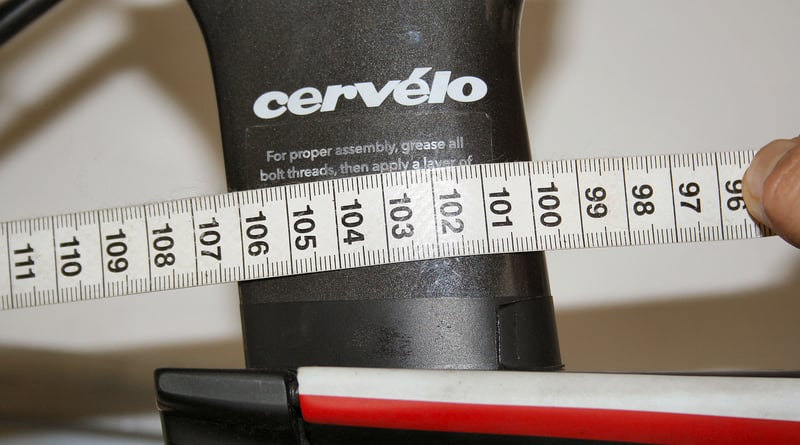 cervélo
For proper assembly, grease all
bolt threads, then apply a layer of
111 110 109 108 107 106 105 104 103 102 101 100 99 98 97 96